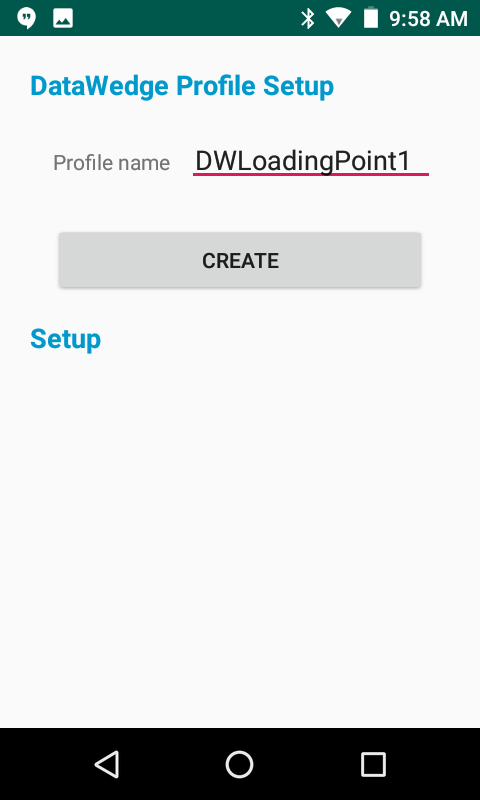 9:58 AM
DataWedge Profile Setup
Profile name DWLoadingPoint1
CREATE
Setup